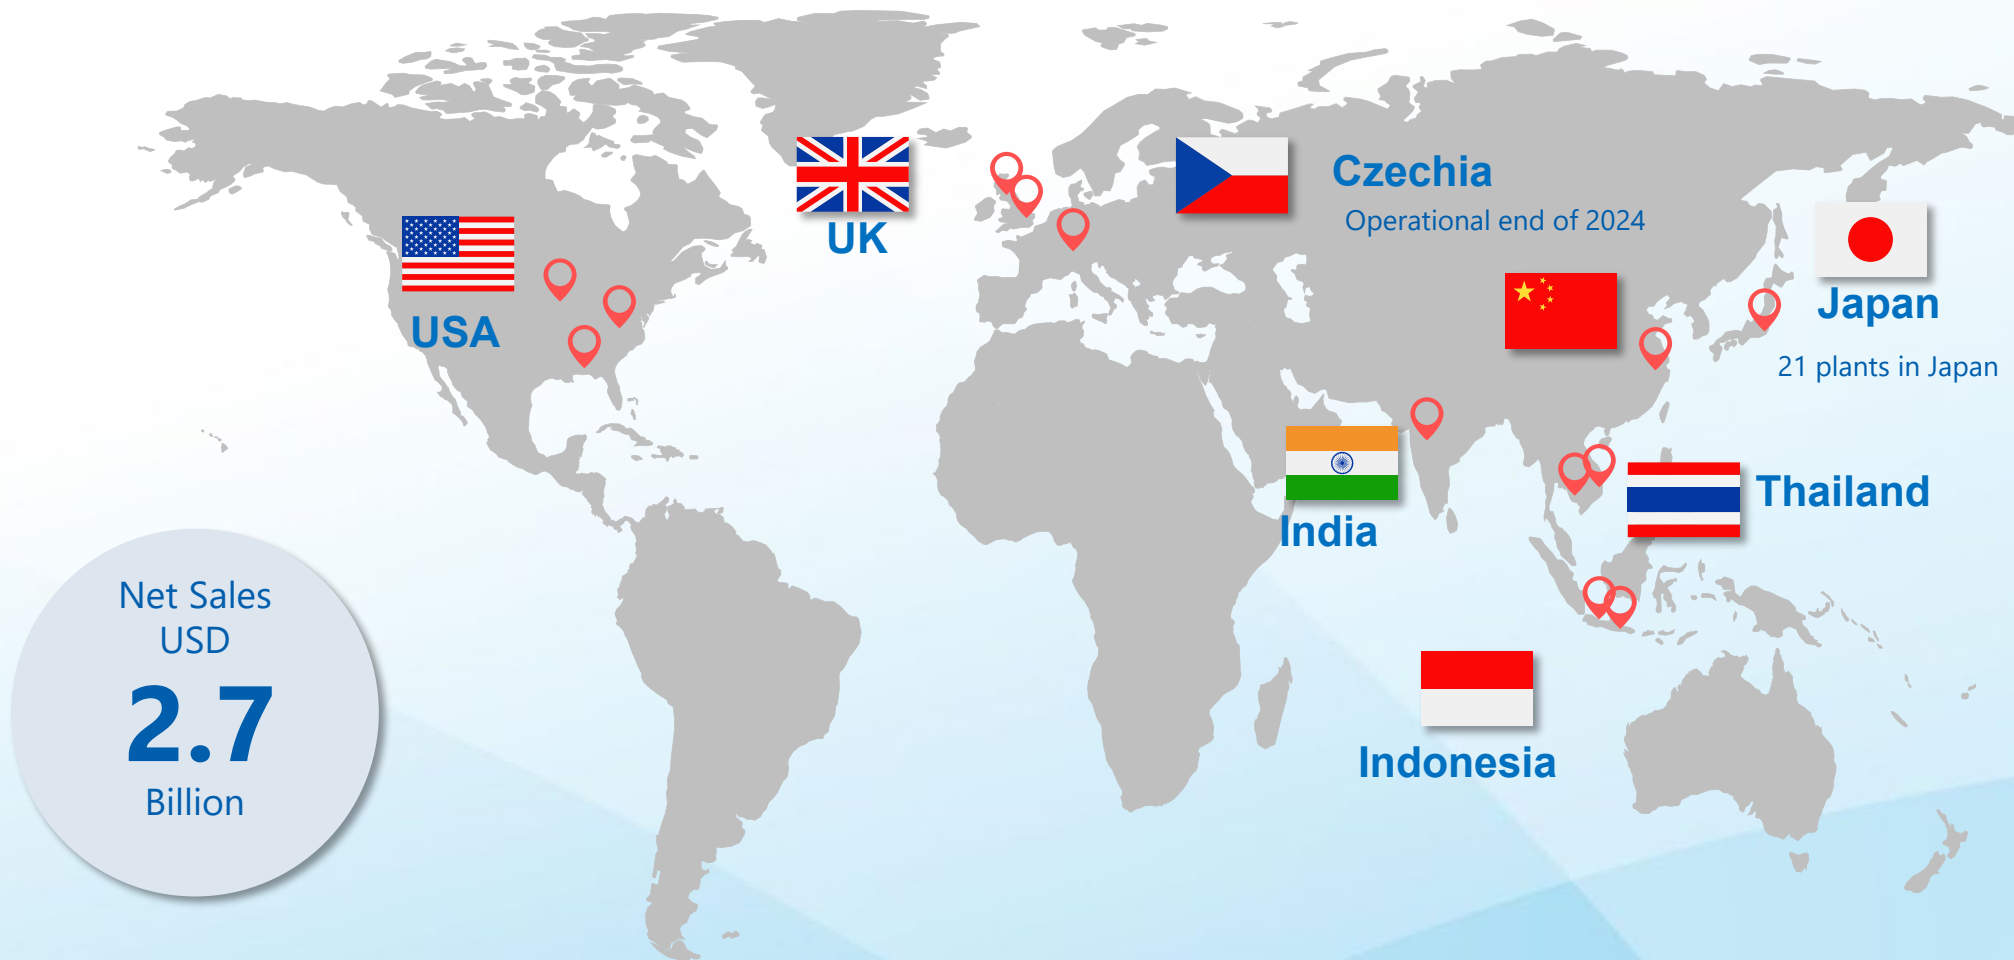 UK
Czechia
Operational end of 2024
USA
Japan
21 plants in Japan
Thailand
India
Net Sales
USD
2.7
Billion
Indonesia